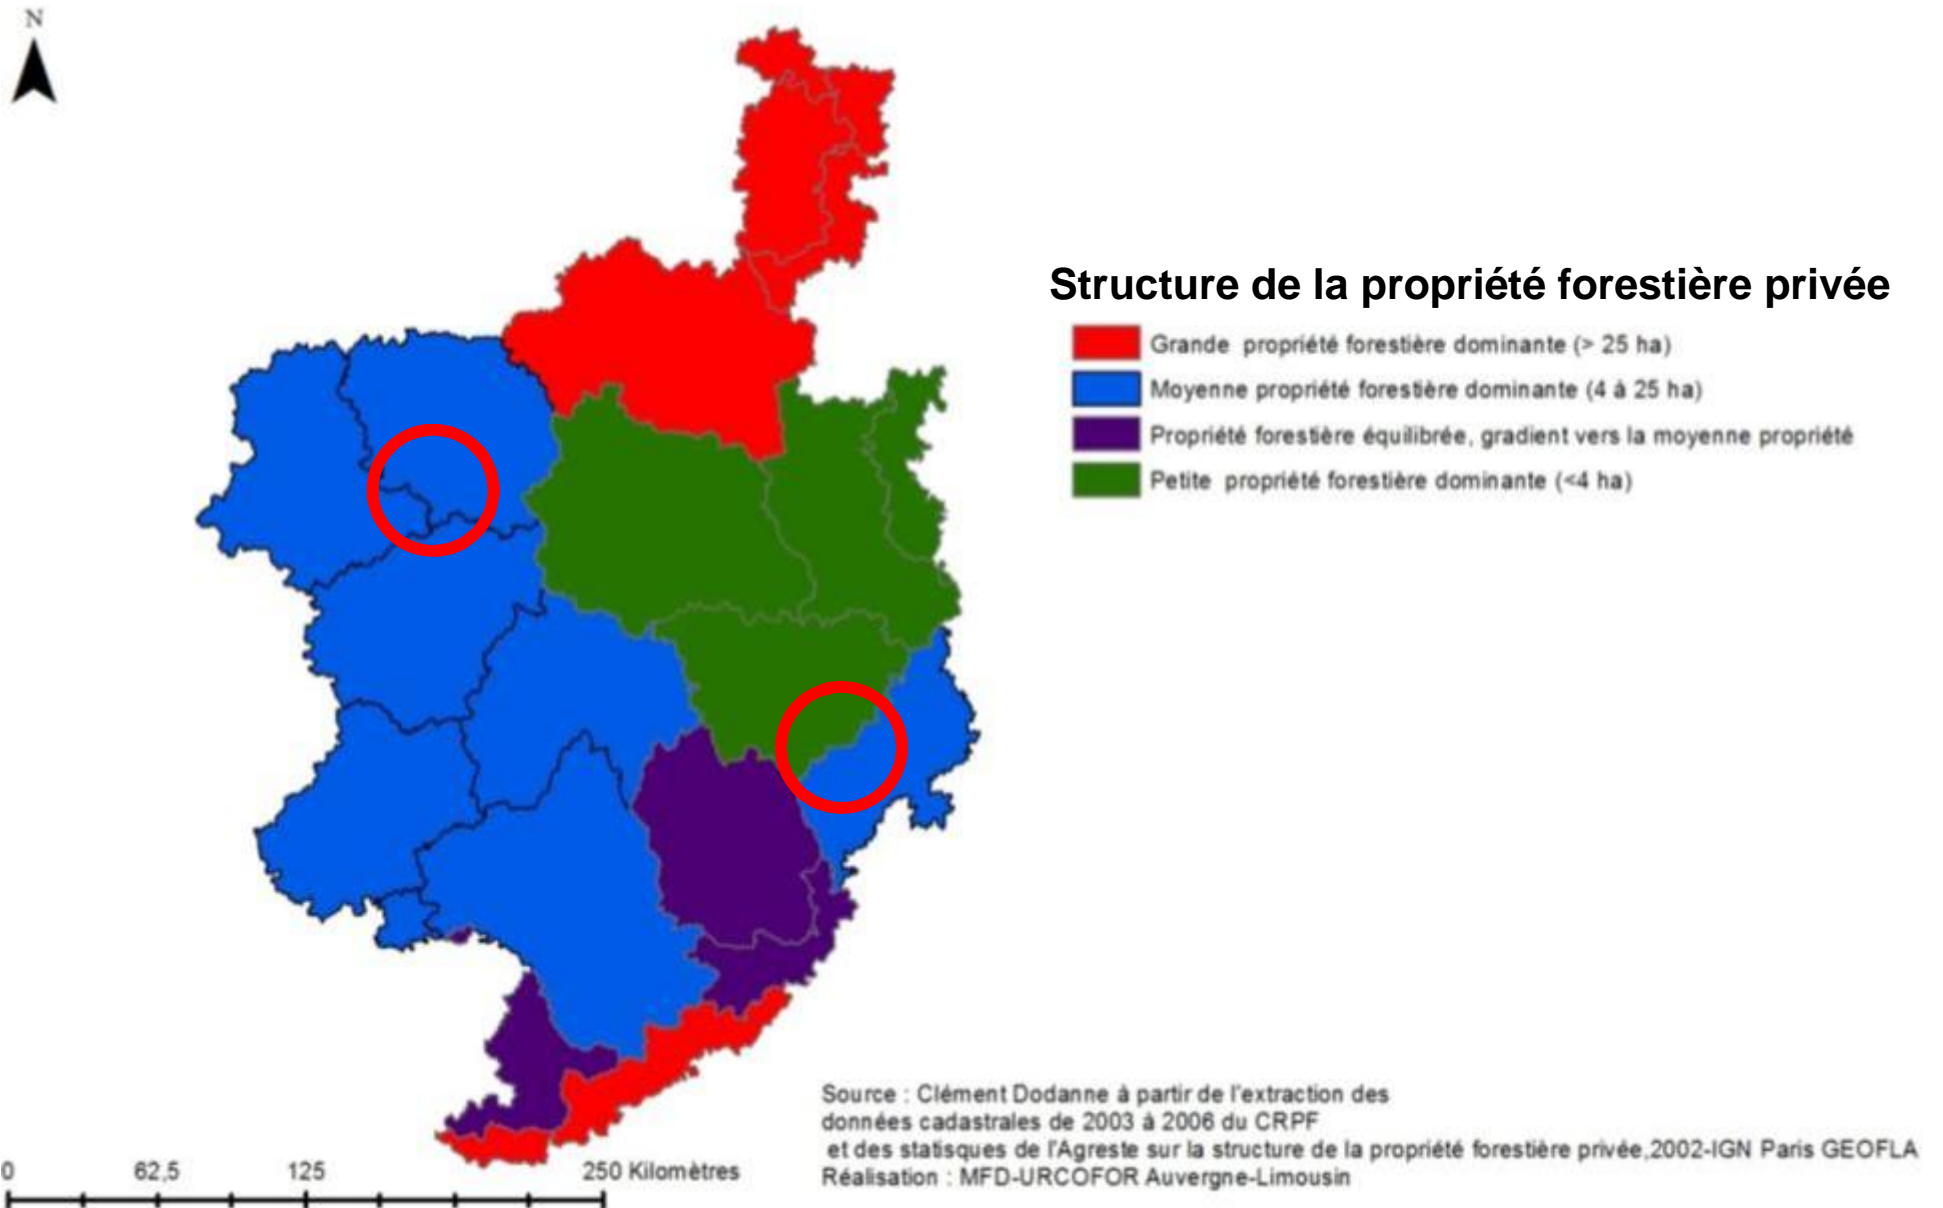 N
Structure de la propriété forestière privée
Grande propriété forestière dominante (> 25 ha)
Moyenne propriété forestière dominante (4 à 25 ha)
Propriété forestière équilibrée, gradient vers la moyenne propriété
Petite propriété forestière dominante (<4 ha)
Source : Clément Dodanne à partir de l'extraction des
données cadastrales de 2003 à 2006 du CRPF
et des statisques de l'Agreste sur la structure de la propriété forestière privée,2002-IGN Paris GEOFLA
Réalisation : MFD-URCOFOR Auvergne-Limousin
0 62,5 125 250 Kilomètres